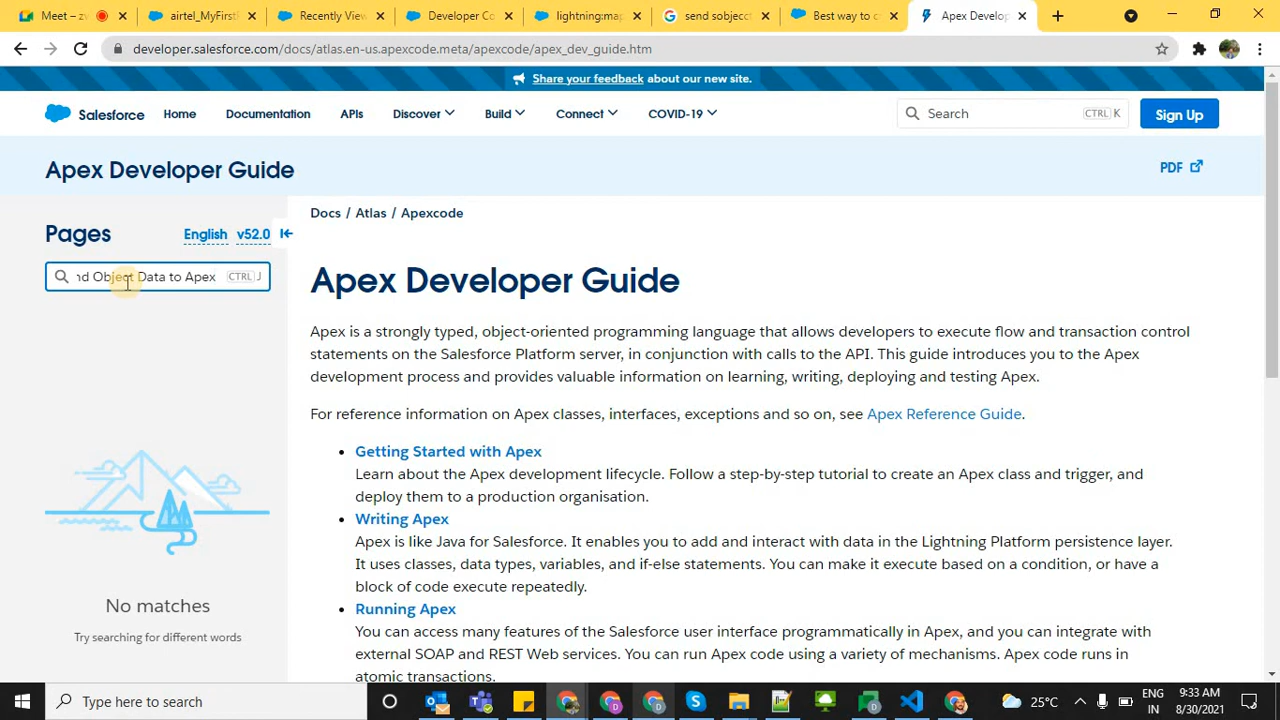 Meet – zw
airtel_MyFirst
Recently View
Developer Co
lightning:map
send sobjecct
Best way to c
Apex Develop
developer.salesforce.com/docs/atlas.en-us.apexcode.meta/apexcode/apex_dev_guide.htm
Share your feedback about our new site.
Salesforce Home Documentation APIs Discover Build Connect COVID-19 Search CTRL K Sign Up
Apex Developer Guide
PDF
Docs / Atlas / Apexcode
Pages English v52.0
nd Object Data to Apex CTRL J
No matches
Try searching for different words
Apex Developer Guide
Apex is a strongly typed, object-oriented programming language that allows developers to execute flow and transaction control
statements on the Salesforce Platform server, in conjunction with calls to the API. This guide introduces you to the Apex
development process and provides valuable information on learning, writing, deploying and testing Apex.
For reference information on Apex classes, interfaces, exceptions and so on, see Apex Reference Guide.
• Getting Started with Apex
Learn about the Apex development lifecycle. Follow a step-by-step tutorial to create an Apex class and trigger, and
deploy them to a production organisation.
• Writing Apex
Apex is like Java for Salesforce. It enables you to add and interact with data in the Lightning Platform persistence layer.
It uses classes, data types, variables, and if-else statements. You can make it execute based on a condition, or have a
block of code execute repeatedly.
• Running Apex
You can access many features of the Salesforce user interface programmatically in Apex, and you can integrate with
external SOAP and REST Web services. You can run Apex code using a variety of mechanisms. Apex code runs in
atomic transactions.
Type here to search
25°C
ENG
IN
9:33 AM
8/30/2021